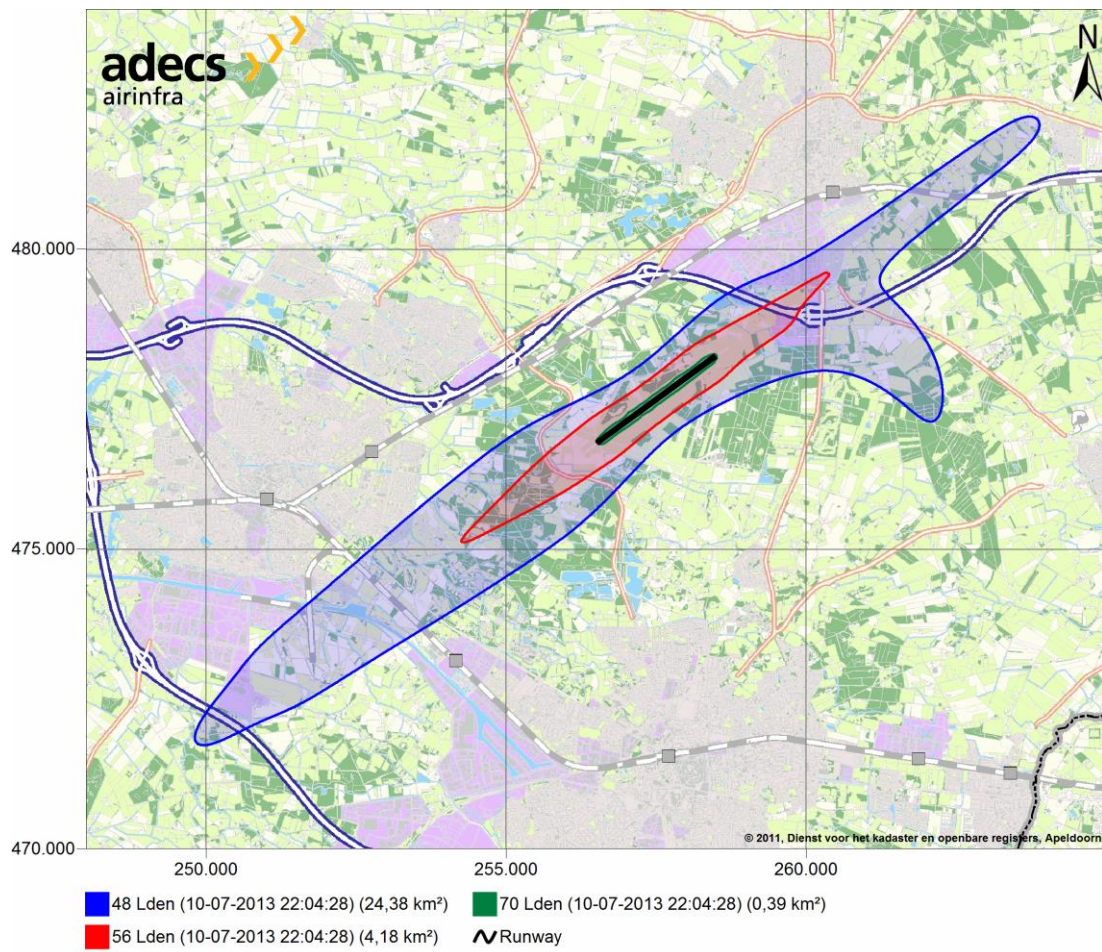 adecs
airinfra
N
480.000
475.000
470.000
© 2011, Dienst voor het kadaster en openbare registers, Apeldoorn
250.000 255.000 260.000
48 Lden (10-07-2013 22:04:28) (24,38 km²) 70 Lden (10-07-2013 22:04:28) (0,39 km²)
56 Lden (10-07-2013 22:04:28) (4,18 km²) Runway